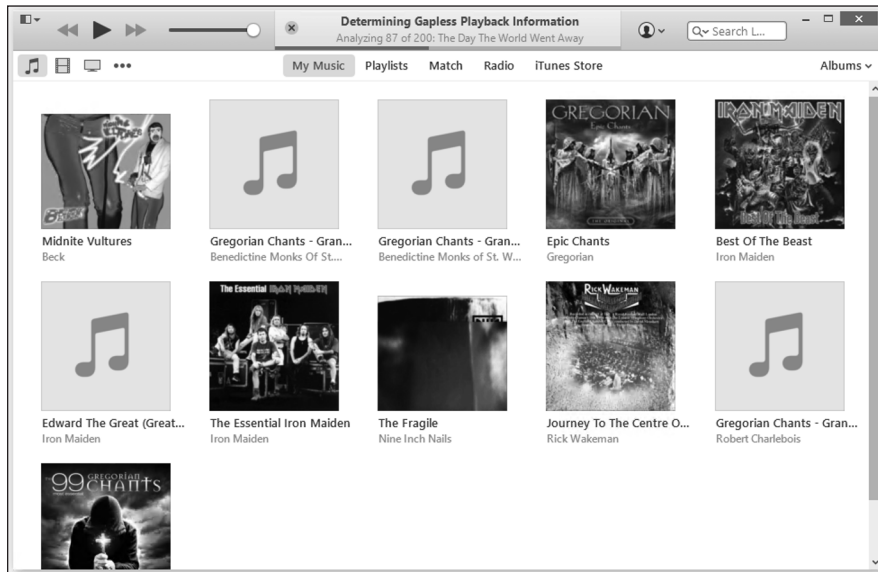 Determining Gapless Playback Information
Analyzing 87 of 200: The Day The World Went Away
Search L...
My Music Playlists Match Radio iTunes Store Albums
GREGORIAN
Epic Chants
THE ORIGINAL
IRON MAIDEN
Best Of The Beast
Midnite Vultures
Beck
Gregorian Chants - Gran...
Benedictine Monks Of St....
Gregorian Chants - Gran...
Benedictine Monks of St. W...
Epic Chants
Gregorian
Best Of The Beast
Iron Maiden
The Essential IRON MAIDEN
RICK WAKEMAN
Edward The Great (Great...
Iron Maiden
The Essential Iron Maiden
Iron Maiden
The Fragile
Nine Inch Nails
Journey To The Centre O...
Rick Wakeman
Gregorian Chants - Gran...
Robert Charlebois
99 GREGORIAN
CHANTS